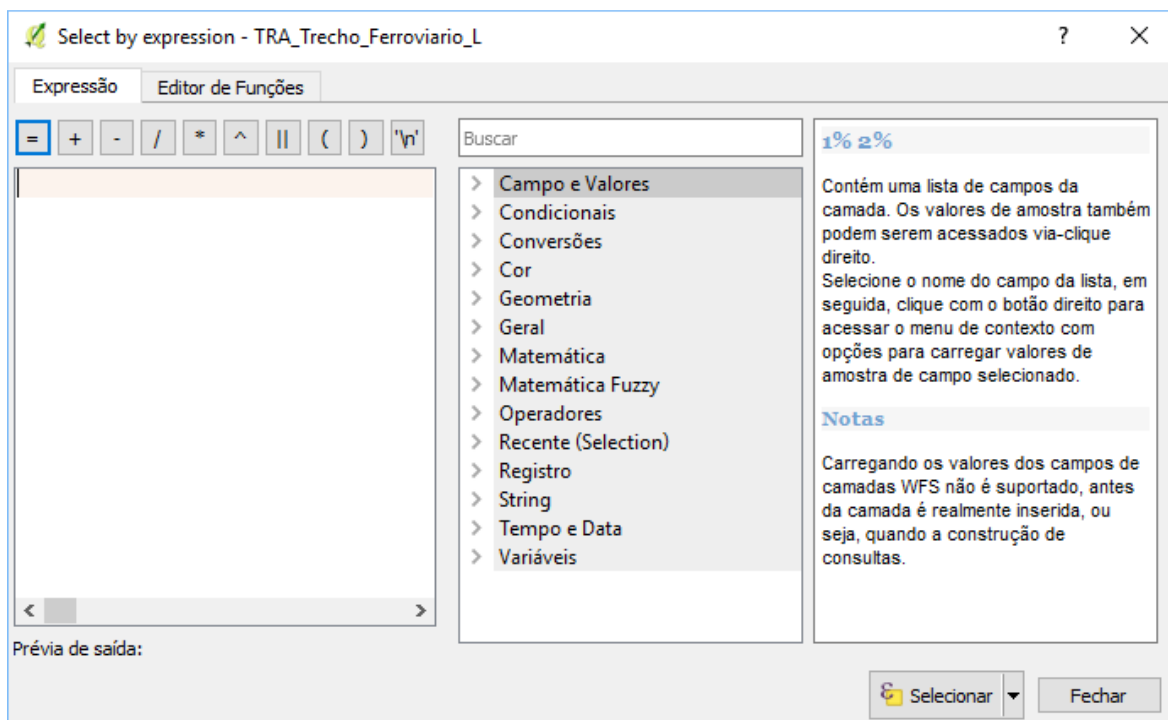 Select by expression - TRA_Trecho_Ferroviario_L
?
Expressão
Editor de Funções
= + - / * ^ || ( ) '\n'
Buscar
Campo e Valores
Condicionais
Conversões
Cor
Geometria
Geral
Matemática
Matemática Fuzzy
Operadores
Recente (Selection)
Registro
String
Tempo e Data
Variáveis
1% 2%
Contém uma lista de campos da
camada. Os valores de amostra também
podem serem acessados via-clique
direito.
Selecione o nome do campo da lista, em
seguida, clique com o botão direito para
acessar o menu de contexto com
opções para carregar valores de
amostra de campo selecionado.
Notas
Carregando os valores dos campos de
camadas WFS não é suportado, antes
da camada é realmente inserida, ou
seja, quando a construção de
consultas.
Prévia de saída:
Selecionar
Fechar